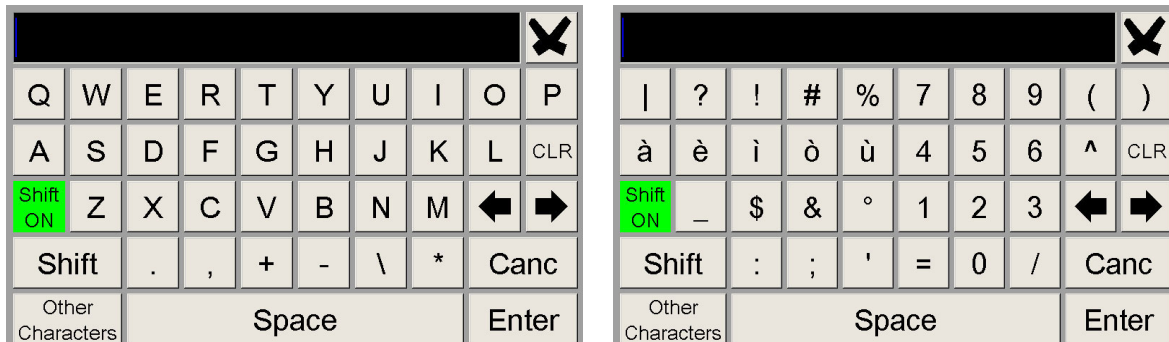 Q W E R T Y U I O P
A S D F G H J K L CLR
Shift ON Z X C V B N M
Shift . , + - \ * Canc
Other Characters Space Enter
| ? ! # % 7 8 9 ( )
à è ì ò ù 4 5 6 ^ CLR
Shift ON _ $ & ° 1 2 3
Shift : ; ' = 0 / Canc
Other Characters Space Enter